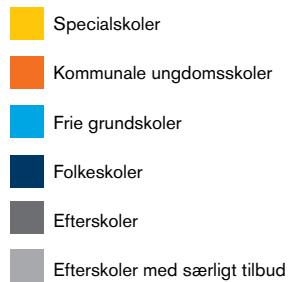 Specialskoler
Kommunale ungdomsskoler
Frie grundskoler
Folkeskoler
Efterskoler
Efterskoler med særligt tilbud